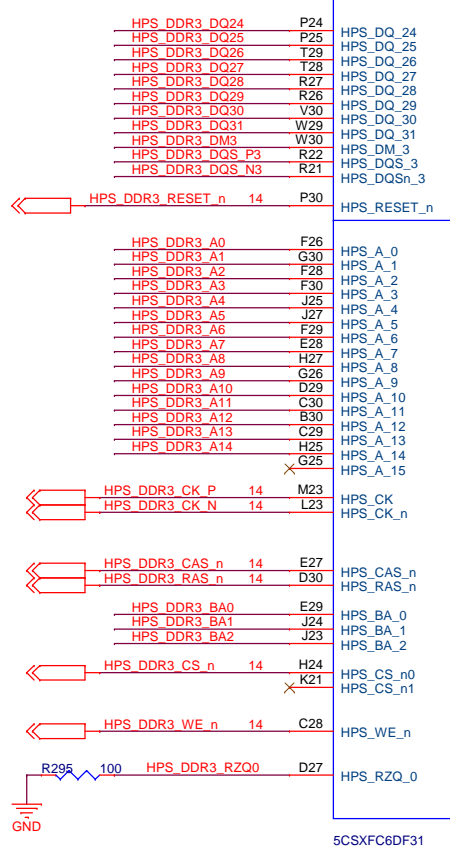 HPS_DDR3_DQ24 P24 HPS_DQ_24
HPS_DDR3_DQ25 P25 HPS_DQ_25
HPS_DDR3_DQ26 T29 HPS_DQ_26
HPS_DDR3_DQ27 T28 HPS_DQ_27
HPS_DDR3_DQ28 R27 HPS_DQ_28
HPS_DDR3_DQ29 R26 HPS_DQ_29
HPS_DDR3_DQ30 V30 HPS_DQ_30
HPS_DDR3_DQ31 W29 HPS_DQ_31
HPS_DDR3_DM3 W30 HPS_DM_3
HPS_DDR3_DQS_P3 R22 HPS_DQS_3
HPS_DDR3_DQS_N3 R21 HPS_DQSn_3
HPS_DDR3_RESET_n 14 P30 HPS_RESET_n
HPS_DDR3_A0 F26 HPS_A_0
HPS_DDR3_A1 G30 HPS_A_1
HPS_DDR3_A2 F28 HPS_A_2
HPS_DDR3_A3 F30 HPS_A_3
HPS_DDR3_A4 J25 HPS_A_4
HPS_DDR3_A5 J27 HPS_A_5
HPS_DDR3_A6 F29 HPS_A_6
HPS_DDR3_A7 E28 HPS_A_7
HPS_DDR3_A8 H27 HPS_A_8
HPS_DDR3_A9 G26 HPS_A_9
HPS_DDR3_A10 D29 HPS_A_10
HPS_DDR3_A11 C30 HPS_A_11
HPS_DDR3_A12 B30 HPS_A_12
HPS_DDR3_A13 C29 HPS_A_13
HPS_DDR3_A14 H25 HPS_A_14
G25 HPS_A_15
HPS_DDR3_CK_P 14 M23 HPS_CK
HPS_DDR3_CK_N 14 L23 HPS_CK_n
HPS_DDR3_CAS_n 14 E27 HPS_CAS_n
HPS_DDR3_RAS_n 14 D30 HPS_RAS_n
HPS_DDR3_BA0 E29 HPS_BA_0
HPS_DDR3_BA1 J24 HPS_BA_1
HPS_DDR3_BA2 J23 HPS_BA_2
HPS_DDR3_CS_n 14 H24 HPS_CS_n0
K21 HPS_CS_n1
HPS_DDR3_WE_n 14 C28 HPS_WE_n
R295 100 HPS_DDR3_RZQ0 D27 HPS_RZQ_0
GND
5CSXFC6DF31